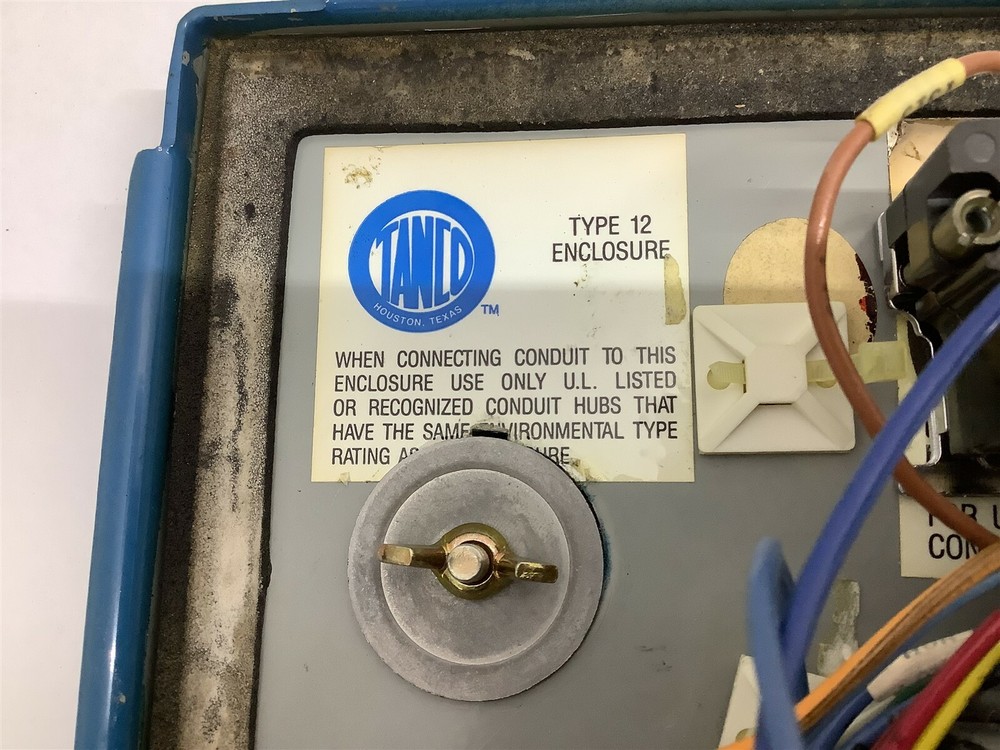 TANCO
HOUSTON, TEXAS
TM
TYPE 12
ENCLOSURE
WHEN CONNECTING CONDUIT TO THIS
ENCLOSURE USE ONLY U.L. LISTED
OR RECOGNIZED CONDUIT HUBS THAT
HAVE THE SAME ENVIRONMENTAL TYPE
RATING
FOR
CON